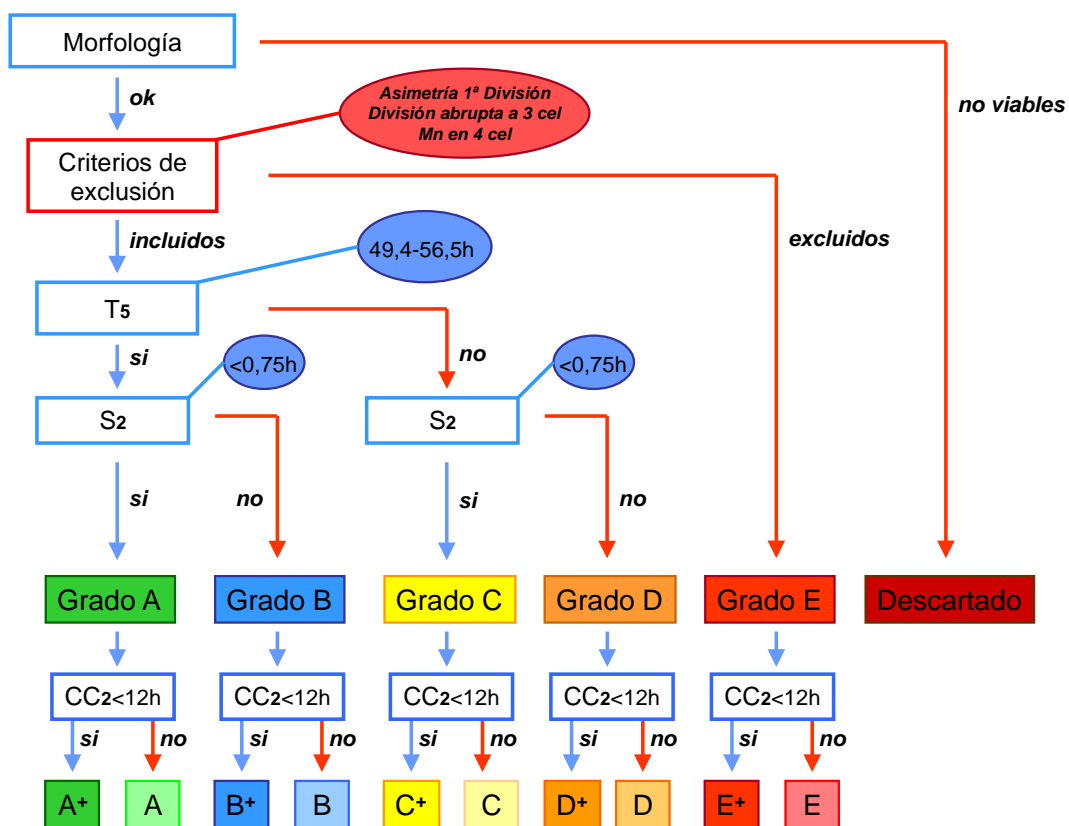 Morfología
ok
Asimetría 1ª División
División abrupta a 3 cel
Mn en 4 cel
no viables
Criterios de
exclusión
incluidos
49,4-56,5h
excluidos
T5
si
no
<0,75h
<0,75h
S2
S2
si
no
si
no
Grado A
Grado B
Grado C
Grado D
Grado E
Descartado
CC2<12h
CC2<12h
CC2<12h
CC2<12h
CC2<12h
si
no
si
no
si
no
si
no
si
no
A+
A
B+
B
C+
C
D+
D
E+
E